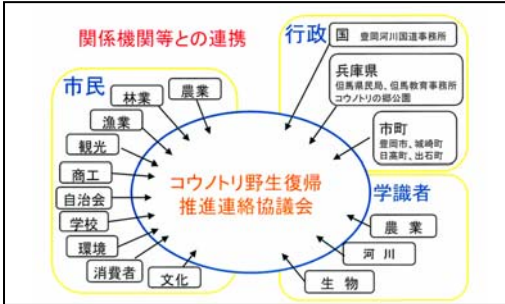 関係機関等との連携
市民
農業
林業
漁業
観光
商工
自治会
学校
環境
消費者
文化
コウノトリ野生復帰
推進連絡協議会
行政
国 豊岡河川国道事務所
兵庫県
但馬県民局、但馬教育事務所
コウノトリの郷公園
市町
豊岡市、城崎町
日高町、出石町
学識者
農業
河川
生物